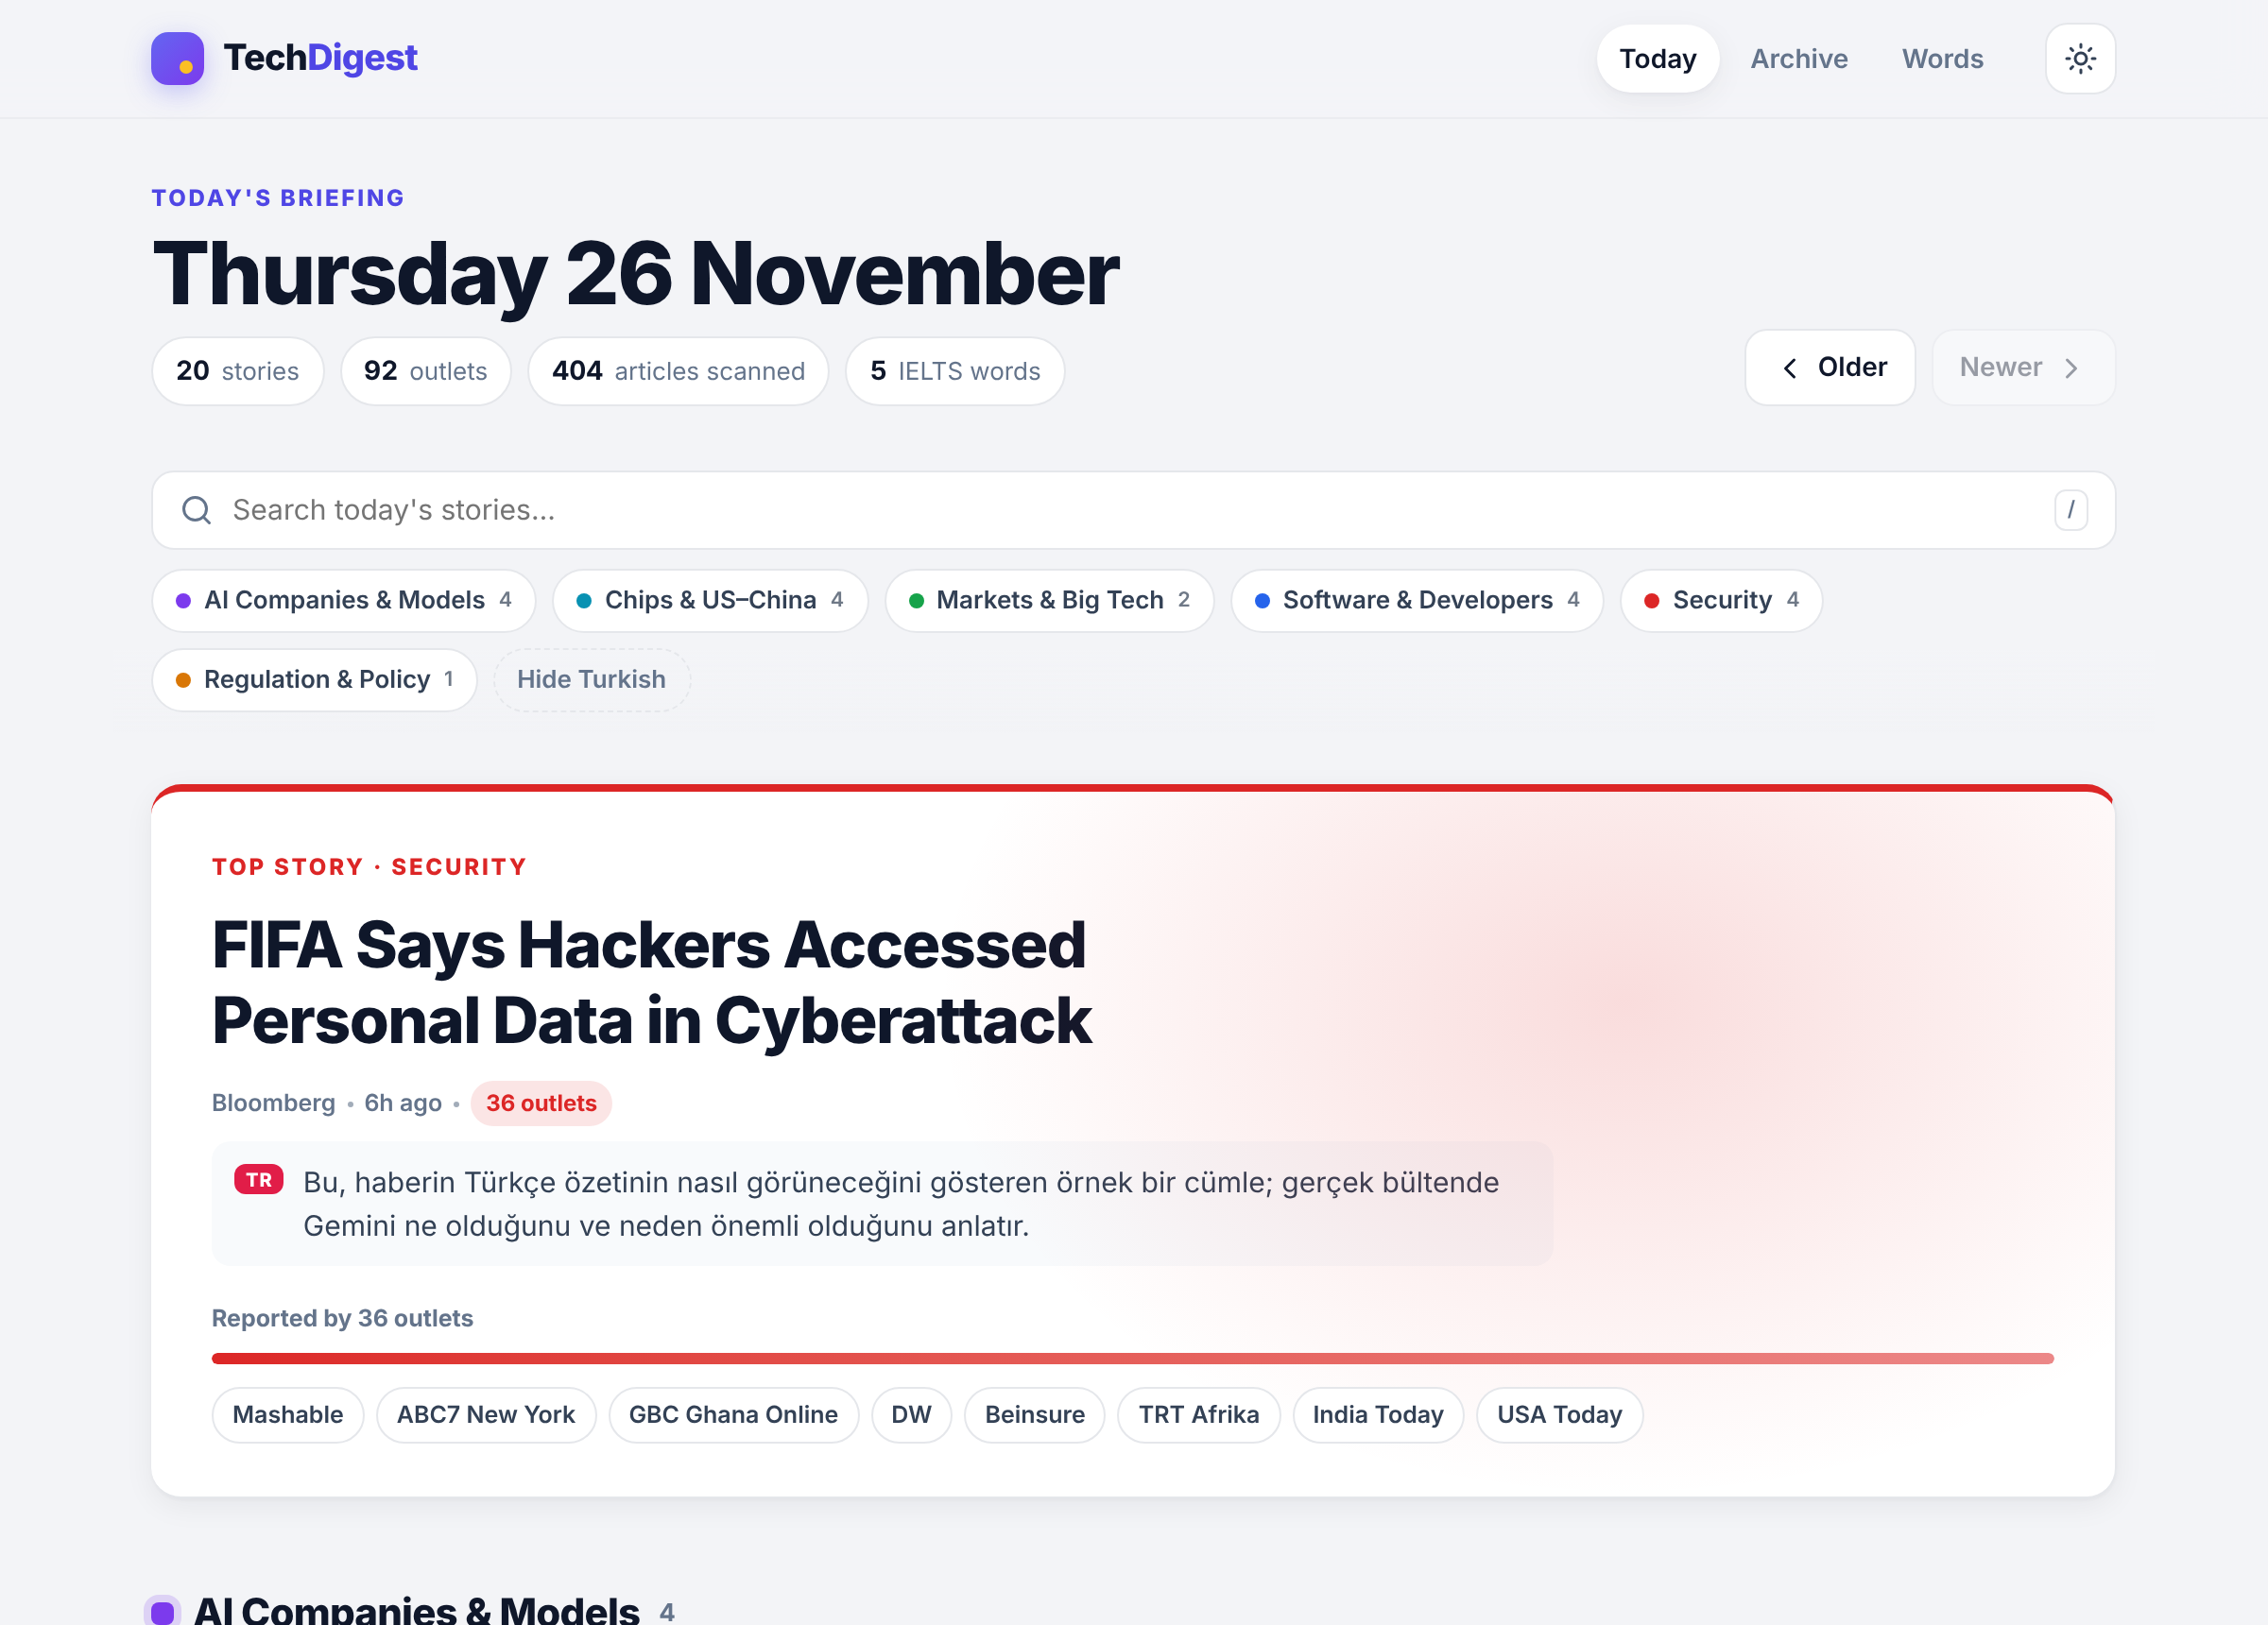 TechDigest
Today Archive Words
TODAY'S BRIEFING
Thursday 26 November
20 stories 92 outlets 404 articles scanned 5 IELTS words
Older Newer
Search today's stories... /
AI Companies & Models 4 Chips & US–China 4 Markets & Big Tech 2 Software & Developers 4 Security 4
Regulation & Policy 1 Hide Turkish
TOP STORY · SECURITY
FIFA Says Hackers Accessed
Personal Data in Cyberattack
Bloomberg • 6h ago • 36 outlets
TR Bu, haberin Türkçe özetinin nasıl görüneceğini gösteren örnek bir cümle; gerçek bültende
Gemini ne olduğunu ve neden önemli olduğunu anlatır.
Reported by 36 outlets
Mashable ABC7 New York GBC Ghana Online DW Beinsure TRT Afrika India Today USA Today
AI Companies & Models 4